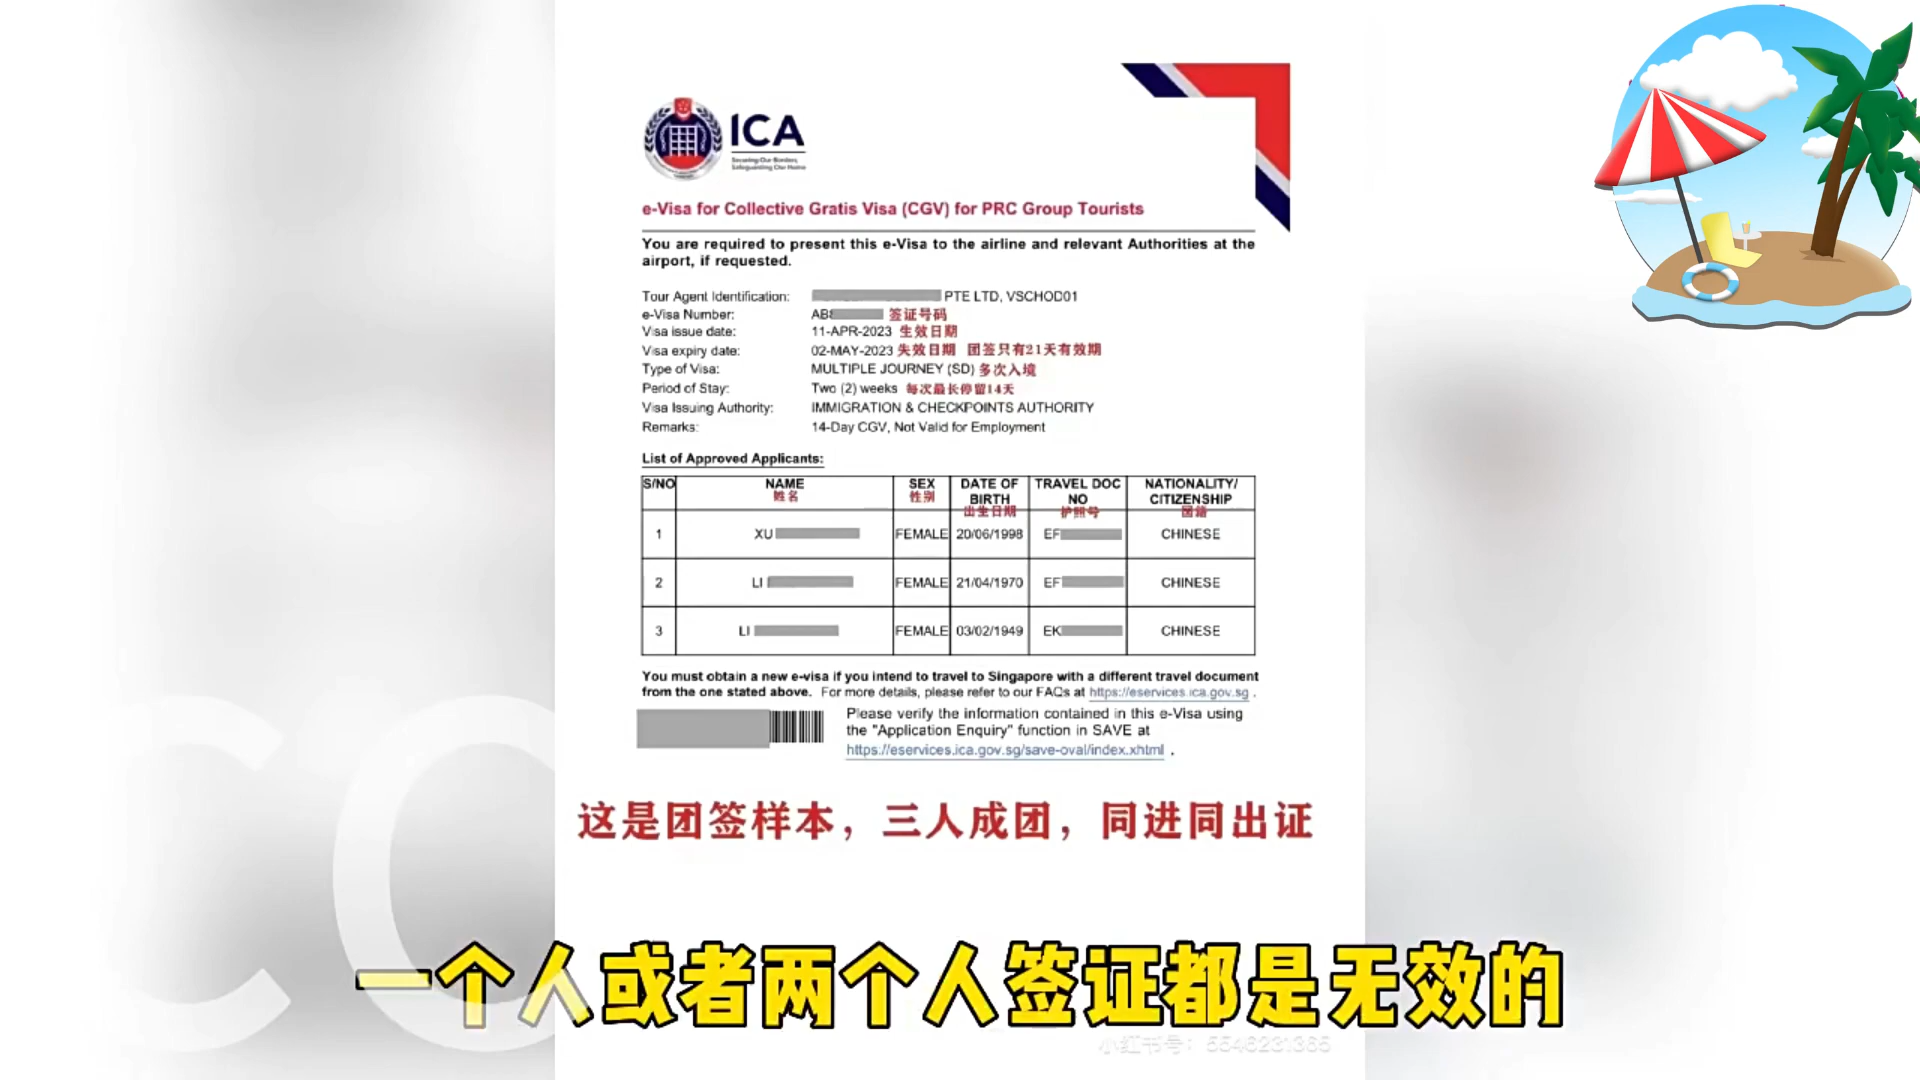 ICA
Securing Our Borders,
Safeguarding Our Home
e-Visa for Collective Gratis Visa (CGV) for PRC Group Tourists
You are required to present this e-Visa to the airline and relevant Authorities at the
airport, if requested.
Tour Agent Identification: PTE LTD, VSCHOD01
e-Visa Number: AB8 签证号码
Visa issue date: 11-APR-2023 生效日期
Visa expiry date: 02-MAY-2023 失效日期 团签只有21天有效期
Type of Visa: MULTIPLE JOURNEY (SD) 多次入境
Period of Stay: Two (2) weeks 每次最长停留14天
Visa Issuing Authority: IMMIGRATION & CHECKPOINTS AUTHORITY
Remarks: 14-Day CGV, Not Valid for Employment
List of Approved Applicants:
S/NO NAME SEX DATE OF BIRTH TRAVEL DOC NO NATIONALITY/ CITIZENSHIP
姓名 性别 出生日期 护照号 国籍
1 XU FEMALE 20/06/1998 EF CHINESE
2 LI FEMALE 21/04/1970 EF CHINESE
3 LI FEMALE 03/02/1949 EK CHINESE
You must obtain a new e-visa if you intend to travel to Singapore with a different travel document
from the one stated above. For more details, please refer to our FAQs at https://eservices.ica.gov.sg .
Please verify the information contained in this e-Visa using
the "Application Enquiry" function in SAVE at
https://eservices.ica.gov.sg/save-oval/index.xhtml .
这是团签样本，三人成团，同进同出证
一个人或者两个人签证都是无效的
小红书号：5546231365